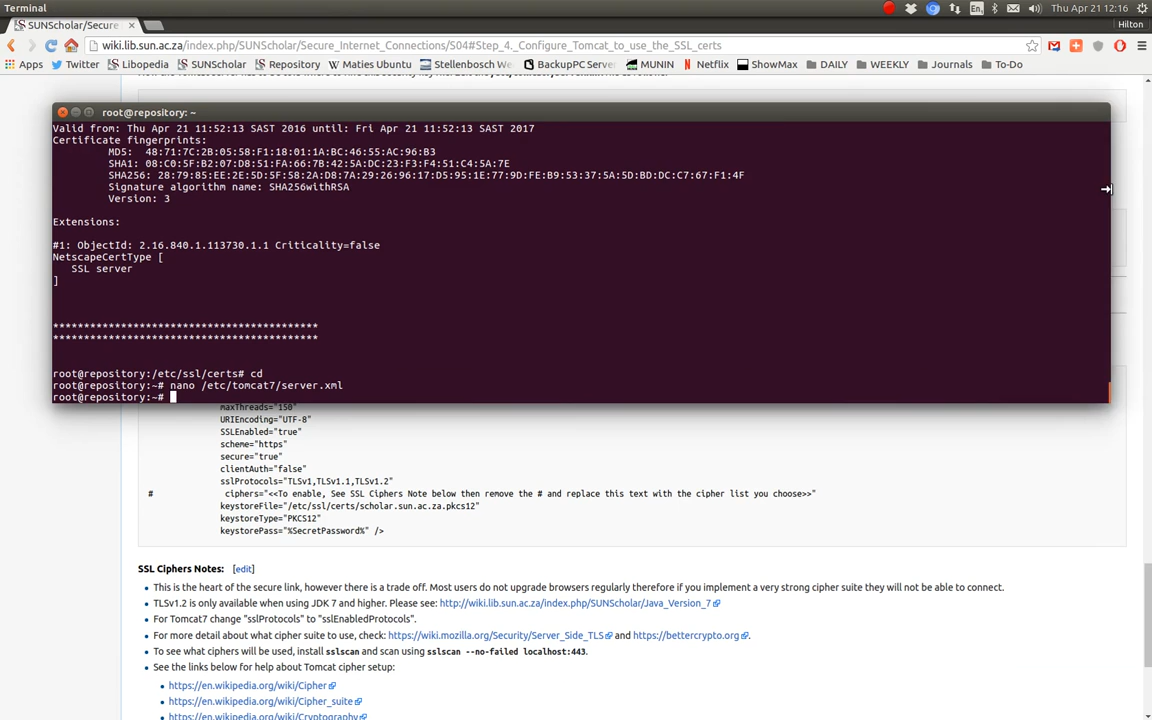 Terminal
En
Thu Apr 21 12:16
SUNScholar/Secure
Hilton
wiki.lib.sun.ac.za/index.php/SUNScholar/Secure_Internet_Connections/S04#Step_4._Configure_Tomcat_to_use_the_SSL_certs
Apps Twitter Libopedia SUNScholar Repository Maties Ubuntu Stellenbosch BackupPC Server MUNIN Netflix ShowMax DAILY WEEKLY Journals To-Do
root@repository: ~
Valid from: Thu Apr 21 11:52:13 SAST 2016 until: Fri Apr 21 11:52:13 SAST 2017
Certificate fingerprints:
MD5: 48:71:7C:2B:05:58:F1:18:01:1A:BC:46:55:AC:96:B3
SHA1: 08:C0:5F:B2:07:D8:51:FA:66:7B:42:5A:DC:23:F3:F4:51:C4:5A:7E
SHA256: 28:79:85:EE:2E:5D:5F:58:2A:D8:7A:29:26:96:17:D5:95:1E:77:9D:FE:B9:53:37:5A:5D:BD:DC:C7:67:F1:4F
Signature algorithm name: SHA256withRSA
Version: 3
Extensions:
#1: ObjectId: 2.16.840.1.113730.1.1 Criticality=false
NetscapeCertType [
SSL server
]
*******************************************
*******************************************
root@repository:/etc/ssl/certs# cd
root@repository:~# nano /etc/tomcat7/server.xml
root@repository:~#
maxThreads="150"
URIEncoding="UTF-8"
SSLEnabled="true"
scheme="https"
secure="true"
clientAuth="false"
sslProtocols="TLSv1,TLSv1.1,TLSv1.2"
# ciphers="<<To enable, See SSL Ciphers Note below then remove the # and replace this text with the cipher list you choose>>"
keystoreFile="/etc/ssl/certs/scholar.sun.ac.za.pkcs12"
keystoreType="PKCS12"
keystorePass="%SecretPassword%" />
SSL Ciphers Notes: [edit]
This is the heart of the secure link, however there is a trade off. Most users do not upgrade browsers regularly therefore if you implement a very strong cipher suite they will not be able to connect.
TLSv1.2 is only available when using JDK 7 and higher. Please see: http://wiki.lib.sun.ac.za/index.php/SUNScholar/Java_Version_7
For Tomcat7 change "sslProtocols" to "sslEnabledProtocols".
For more detail about what cipher suite to use, check: https://wiki.mozilla.org/Security/Server_Side_TLS and https://bettercrypto.org.
To see what ciphers will be used, install sslscan and scan using sslscan --no-failed localhost:443.
See the links below for help about Tomcat cipher setup:
https://en.wikipedia.org/wiki/Cipher
https://en.wikipedia.org/wiki/Cipher_suite
https://en.wikipedia.org/wiki/Cryptography